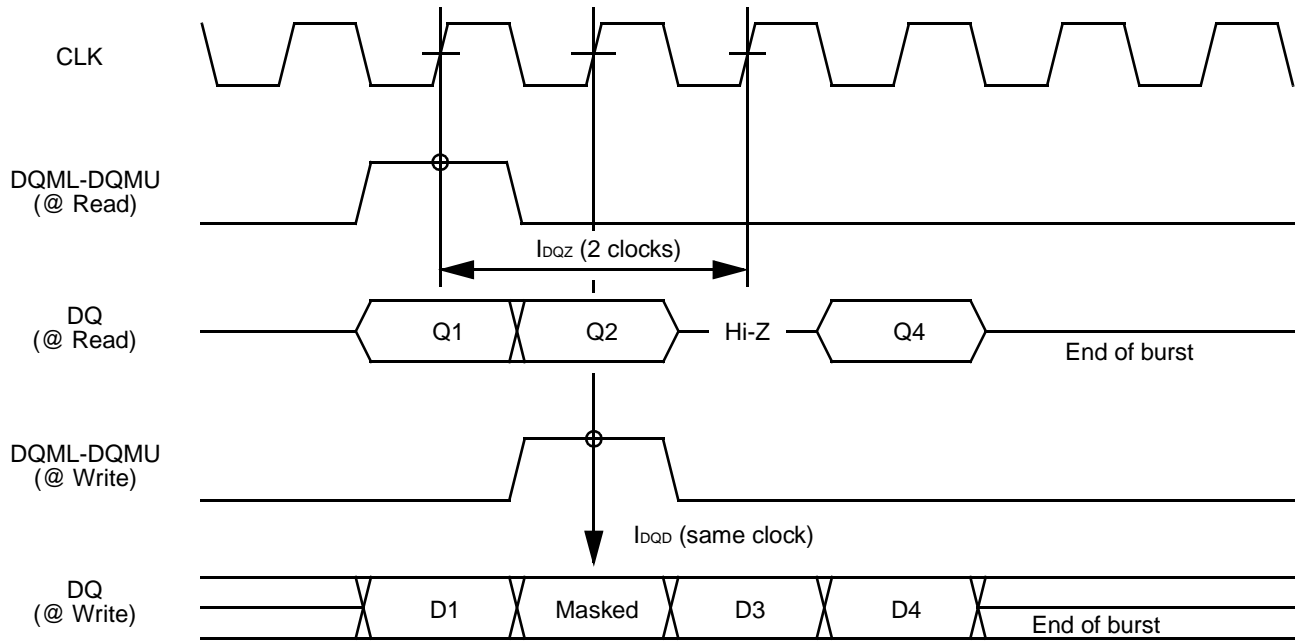 CLK
DQML-DQMU
(@ Read)
IDQZ (2 clocks)
DQ
(@ Read)
Q1
Q2
Hi-Z
Q4
End of burst
DQML-DQMU
(@ Write)
IDQD (same clock)
DQ
(@ Write)
D1
Masked
D3
D4
End of burst